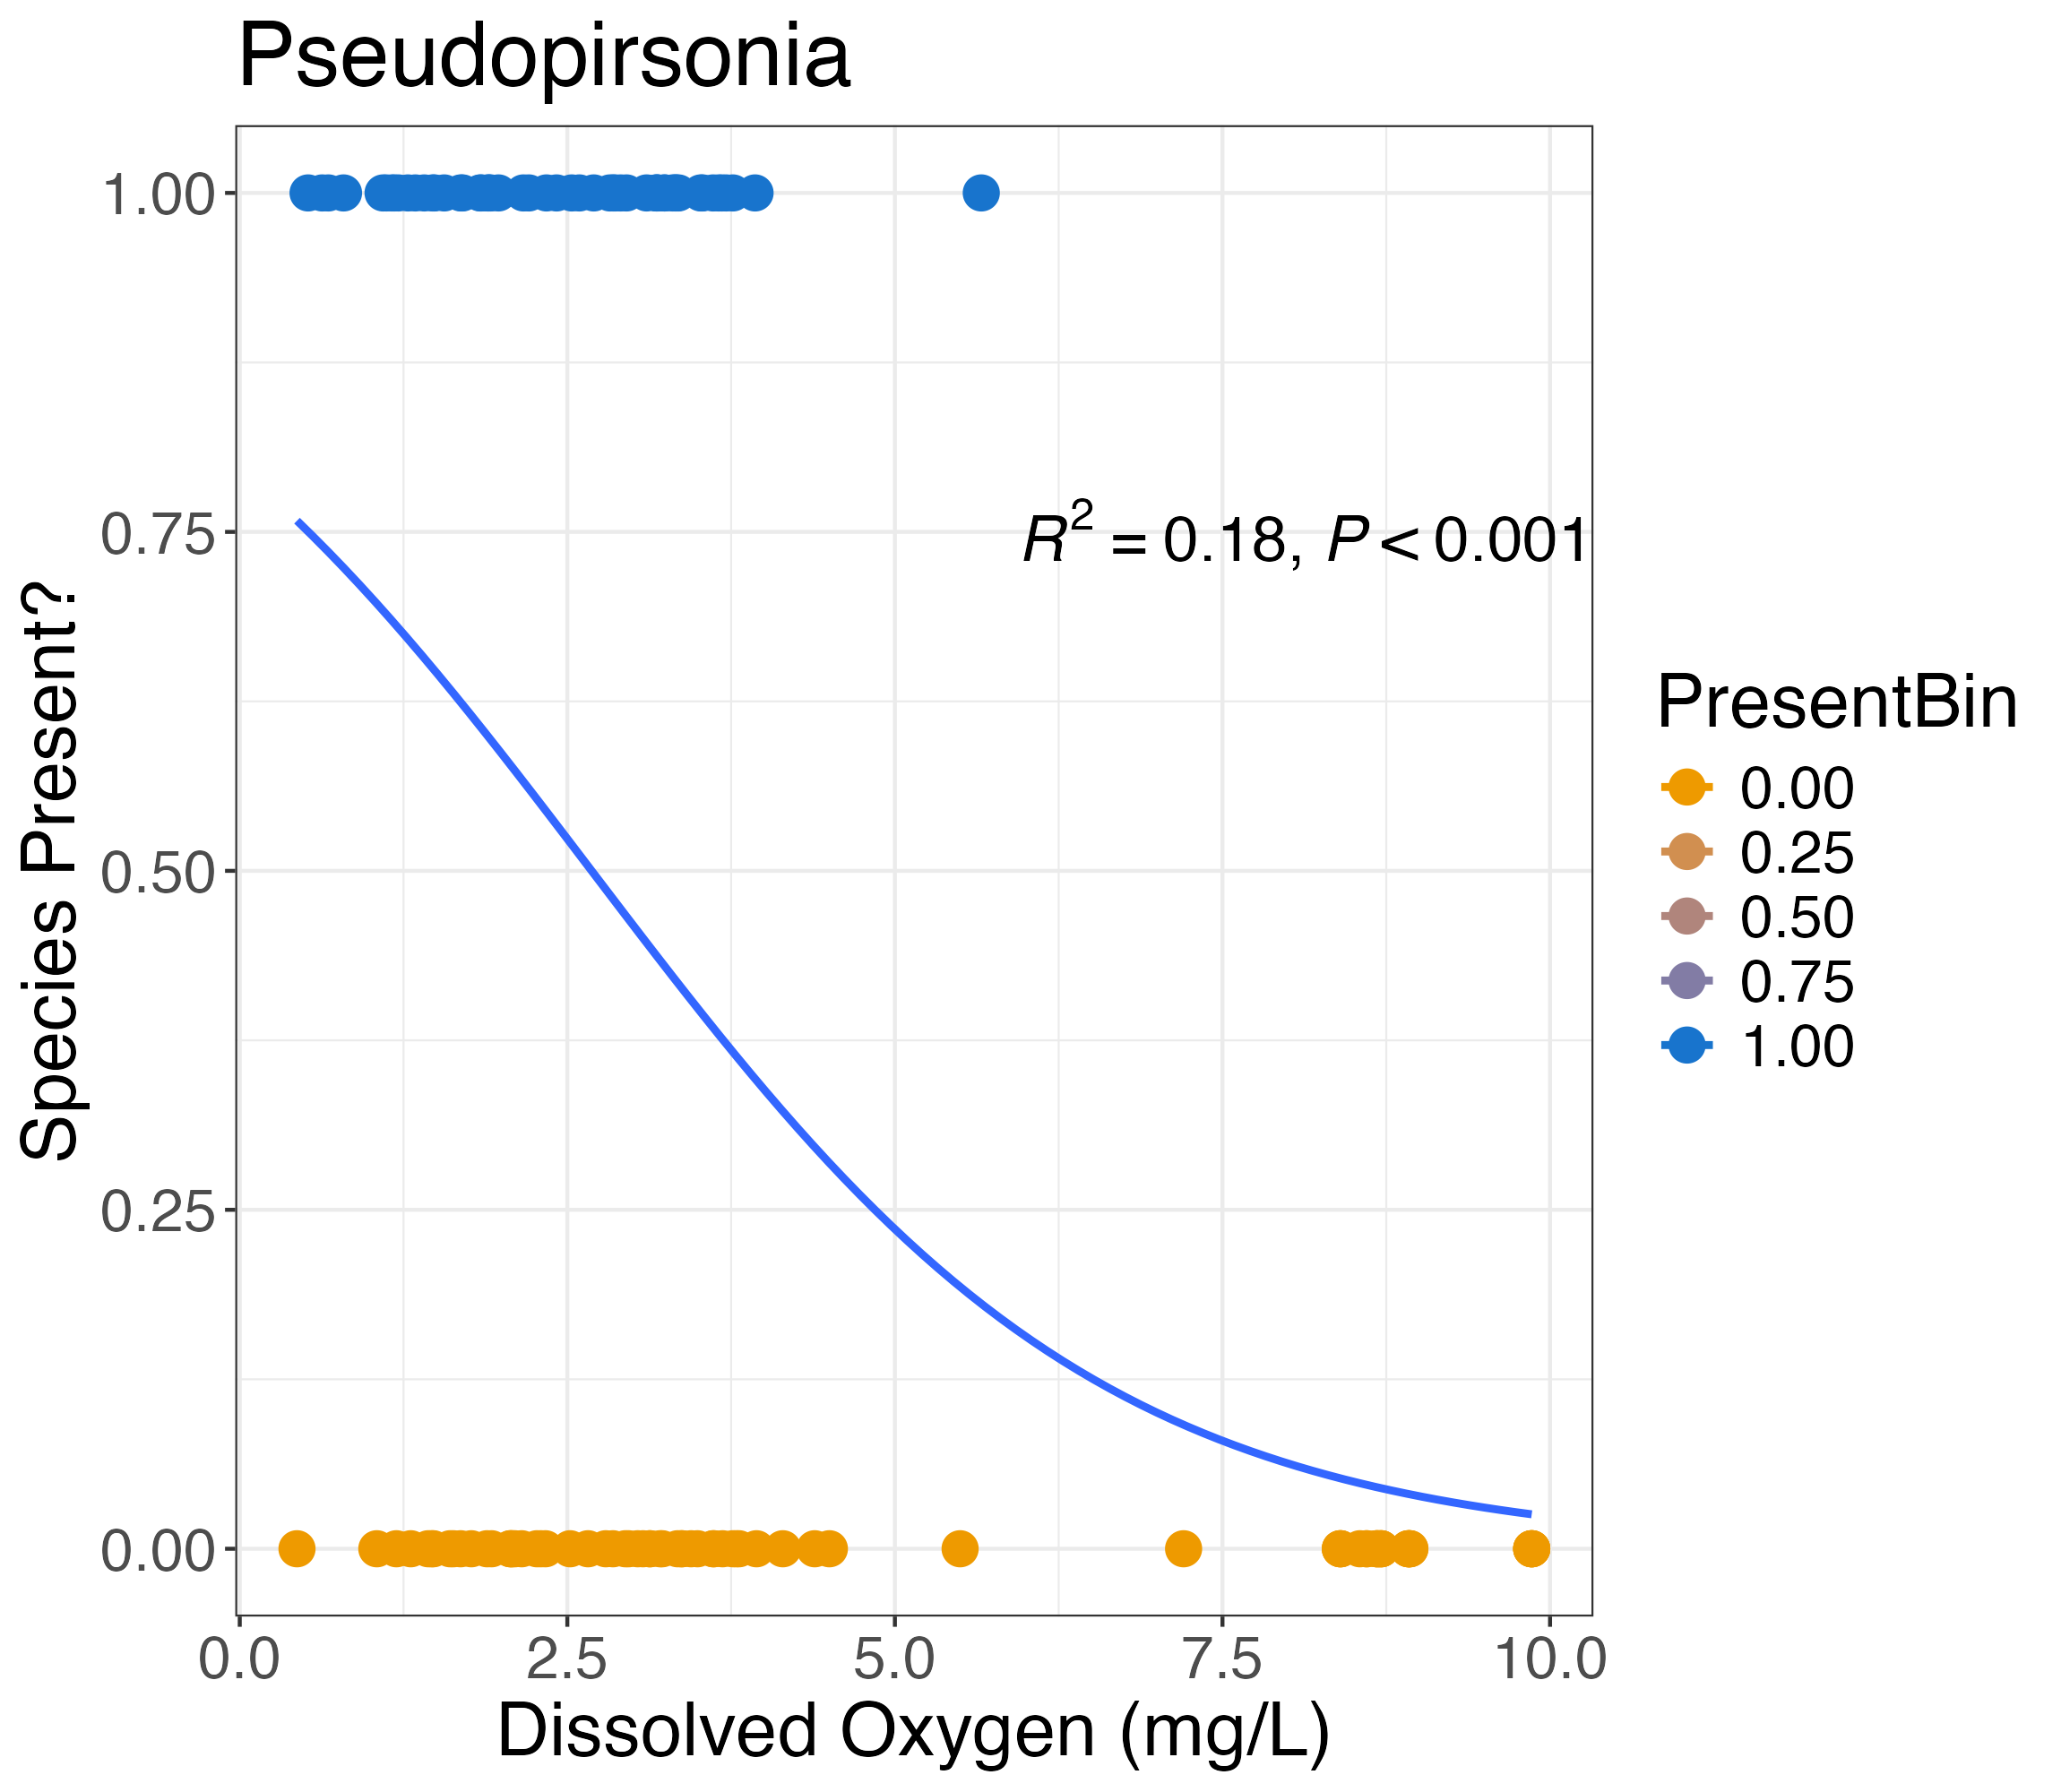 Pseudopirsonia
1.00
0.75
0.50
0.25
0.00
Species Present?
R² = 0.18, P < 0.001
0.0 2.5 5.0 7.5 10.0
Dissolved Oxygen (mg/L)
PresentBin
0.00
0.25
0.50
0.75
1.00